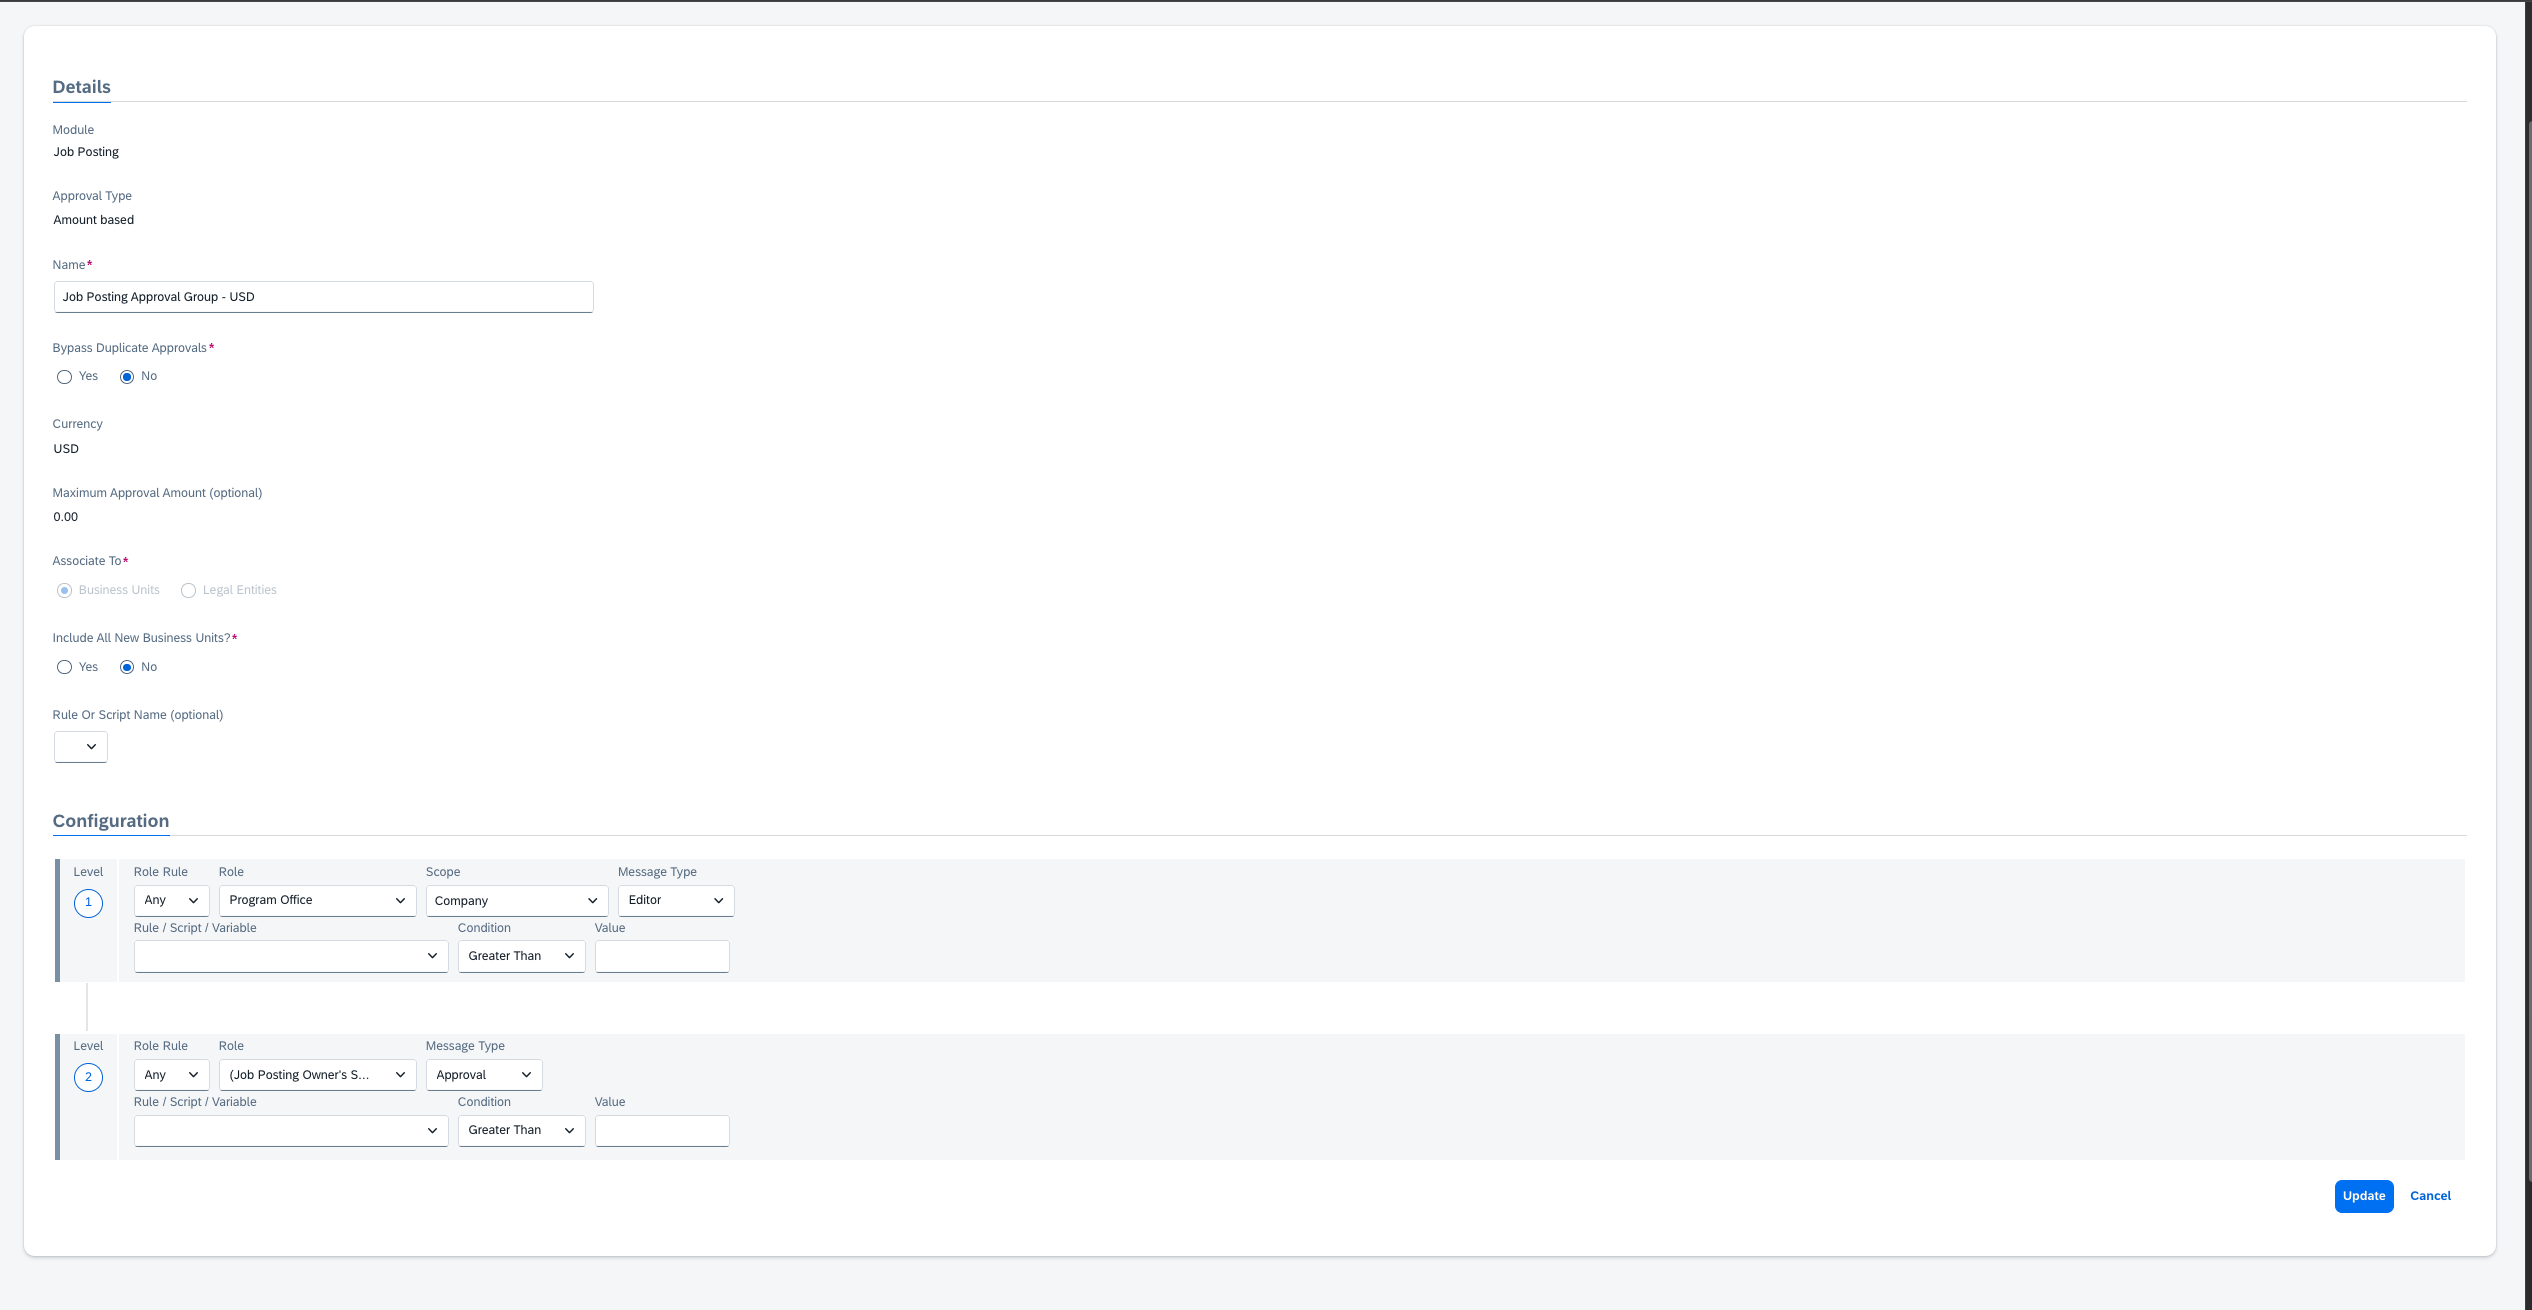 Details
Module
Job Posting
Approval Type
Amount based
Name*
Job Posting Approval Group - USD
Bypass Duplicate Approvals*
Yes No
Currency
USD
Maximum Approval Amount (optional)
0.00
Associate To*
Business Units Legal Entities
Include All New Business Units?*
Yes No
Rule Or Script Name (optional)
Configuration
Level Role Rule Role Scope Message Type
1 Any Program Office Company Editor
Rule / Script / Variable Condition Value
Greater Than
Level Role Rule Role Message Type
2 Any (Job Posting Owner's S... Approval
Rule / Script / Variable Condition Value
Greater Than
Update Cancel